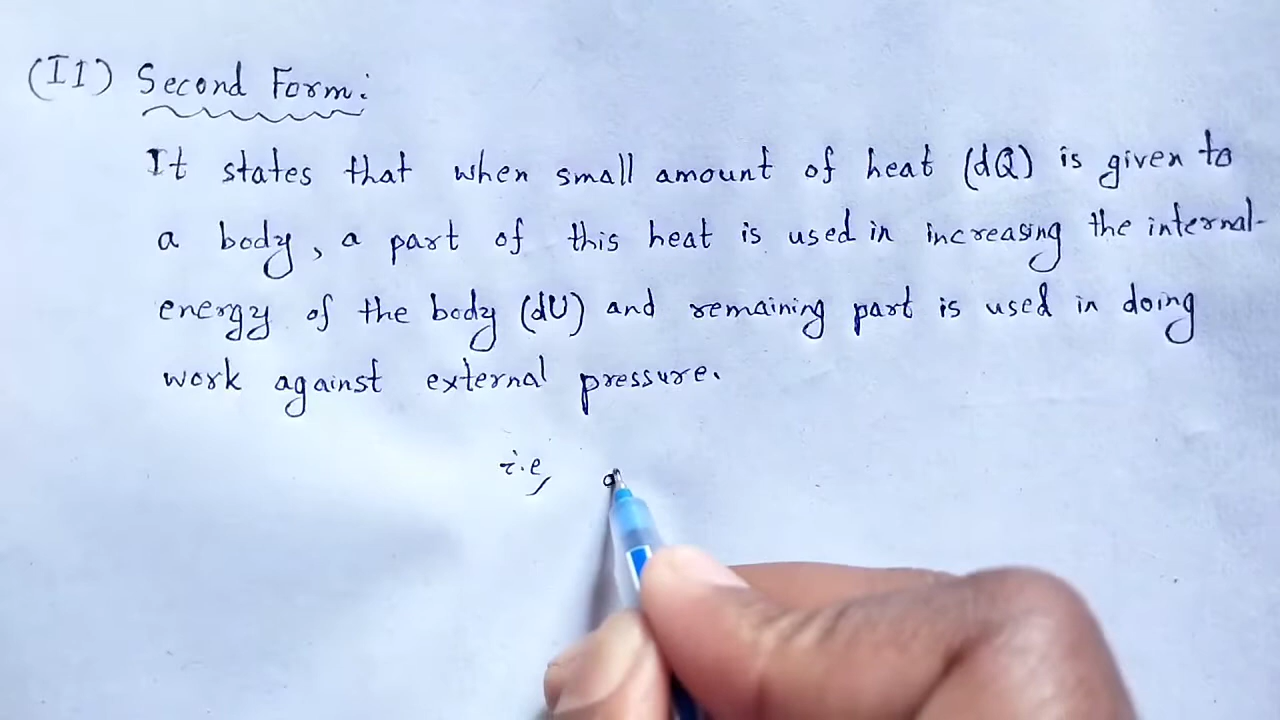 (II) Second Form:
It states that when small amount of heat (dQ) is given to
a body, a part of this heat is used in increasing the internal-
energy of the body (dU) and remaining part is used in doing
work against external pressure.
i.e,